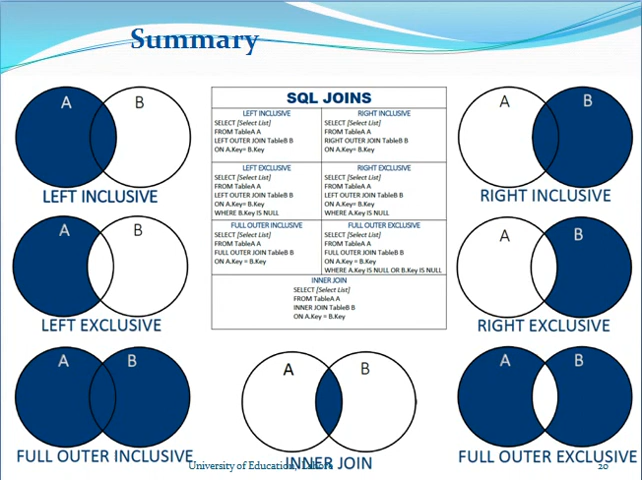 Summary
A B
LEFT INCLUSIVE
A B
LEFT EXCLUSIVE
A B
FULL OUTER INCLUSIVE
SQL JOINS
LEFT INCLUSIVE
SELECT [Select List]
FROM TableA A
LEFT OUTER JOIN TableB B
ON A.Key= B.Key
RIGHT INCLUSIVE
SELECT [Select List]
FROM TableA A
RIGHT OUTER JOIN TableB B
ON A.Key= B.Key
LEFT EXCLUSIVE
SELECT [Select List]
FROM TableA A
LEFT OUTER JOIN TableB B
ON A.Key= B.Key
WHERE B.Key IS NULL
RIGHT EXCLUSIVE
SELECT [Select List]
FROM TableA A
LEFT OUTER JOIN TableB B
ON A.Key= B.Key
WHERE A.Key IS NULL
FULL OUTER INCLUSIVE
SELECT [Select List]
FROM TableA A
FULL OUTER JOIN TableB B
ON A.Key = B.Key
FULL OUTER EXCLUSIVE
SELECT [Select List]
FROM TableA A
FULL OUTER JOIN TableB B
ON A.Key = B.Key
WHERE A.Key IS NULL OR B.Key IS NULL
INNER JOIN
SELECT [Select List]
FROM TableA A
INNER JOIN TableB B
ON A.Key = B.Key
A B
INNER JOIN
A B
RIGHT INCLUSIVE
A B
RIGHT EXCLUSIVE
A B
FULL OUTER EXCLUSIVE
University of Education, Lahore
20